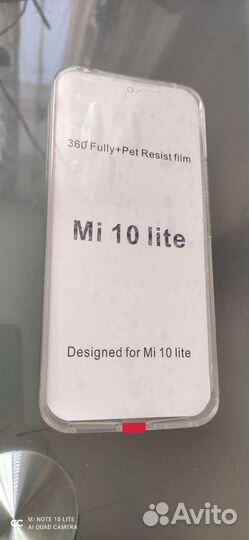 360°Fully+Pet Resist film
Mi 10 lite
Designed for Mi 10 lite
MI NOTE 10 LITE
AI QUAD CAMERA
Avito